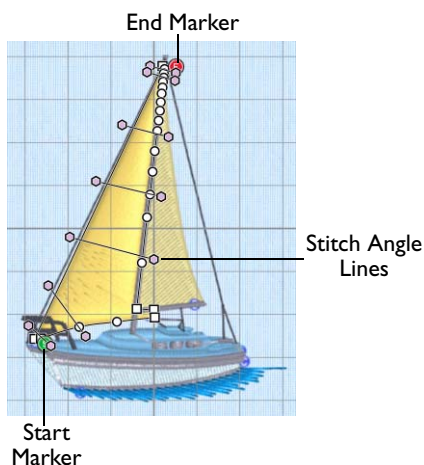 End Marker
Stitch Angle
Lines
Start
Marker